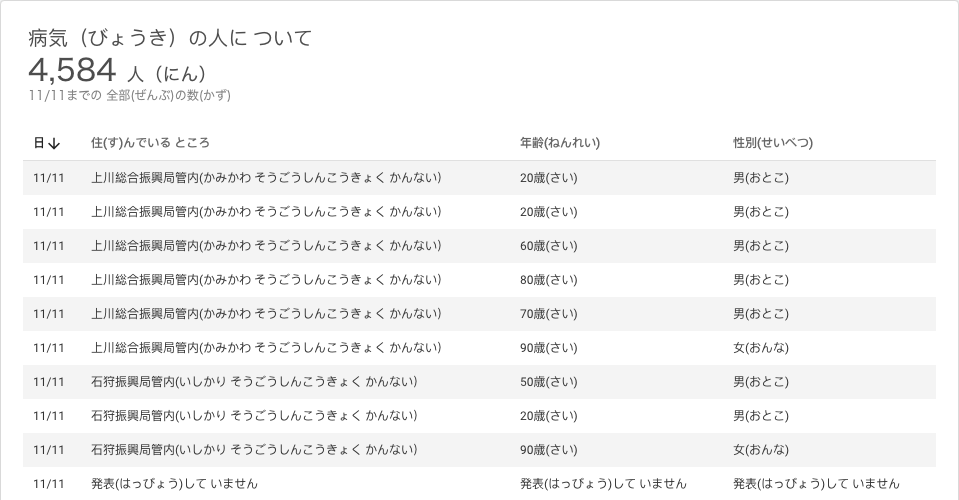 病気（びょうき）の人に ついて
4,584 人（にん）
11/11までの 全部(ぜんぶ)の数(かず)
日↓ 住(す)んでいる ところ 年齢(ねんれい) 性別(せいべつ)
11/11 上川総合振興局管内(かみかわ そうごうしんこうきょく かんない) 20歳(さい) 男(おとこ)
11/11 上川総合振興局管内(かみかわ そうごうしんこうきょく かんない) 20歳(さい) 男(おとこ)
11/11 上川総合振興局管内(かみかわ そうごうしんこうきょく かんない) 60歳(さい) 男(おとこ)
11/11 上川総合振興局管内(かみかわ そうごうしんこうきょく かんない) 80歳(さい) 男(おとこ)
11/11 上川総合振興局管内(かみかわ そうごうしんこうきょく かんない) 70歳(さい) 男(おとこ)
11/11 上川総合振興局管内(かみかわ そうごうしんこうきょく かんない) 90歳(さい) 女(おんな)
11/11 石狩振興局管内(いしかり そうごうしんこうきょく かんない) 50歳(さい) 男(おとこ)
11/11 石狩振興局管内(いしかり そうごうしんこうきょく かんない) 20歳(さい) 男(おとこ)
11/11 石狩振興局管内(いしかり そうごうしんこうきょく かんない) 90歳(さい) 女(おんな)
11/11 発表(はっぴょう)して いません 発表(はっぴょう)して いません 発表(はっぴょう)して いません